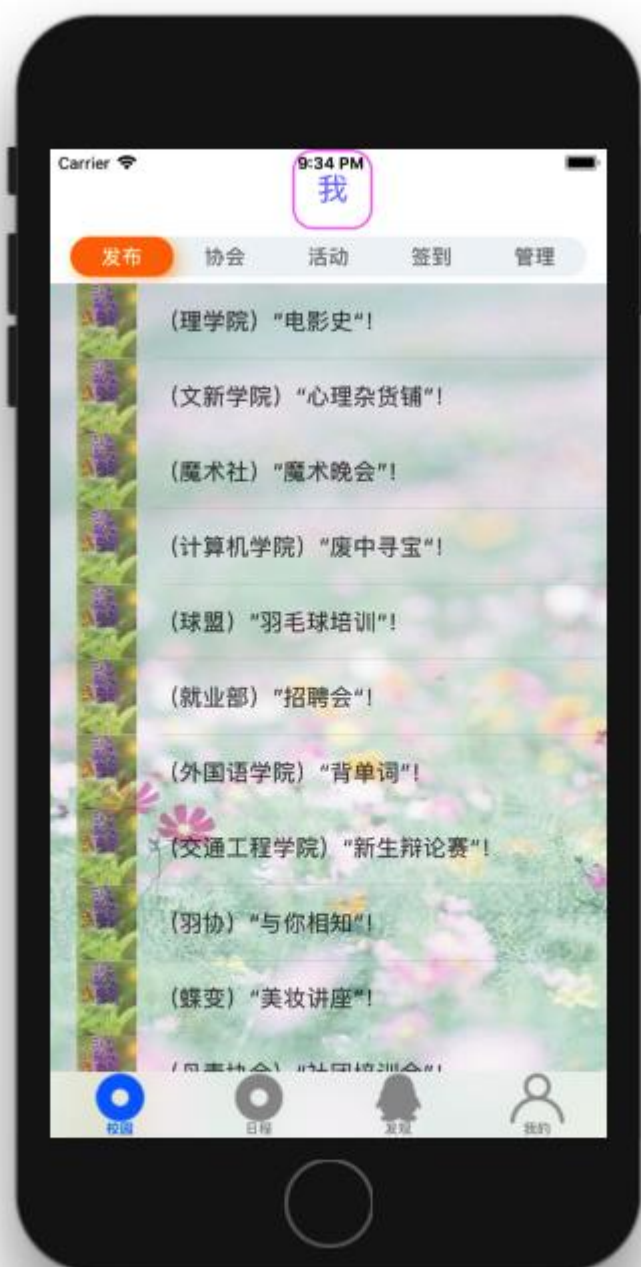 Carrier 9:34 PM
我
发布 协会 活动 签到 管理
（理学院）“电影史“！
（文新学院）“心理杂货铺“！
（魔术社）“魔术晚会”！
（计算机学院）“废中寻宝“！
（球盟）“羽毛球培训“！
（就业部）“招聘会“！
（外国语学院）“背单词”！
（交通工程学院）“新生辩论赛“！
（羽协）“与你相知“！
（蝶变）“美妆讲座“！
校园 日程 发现 我的